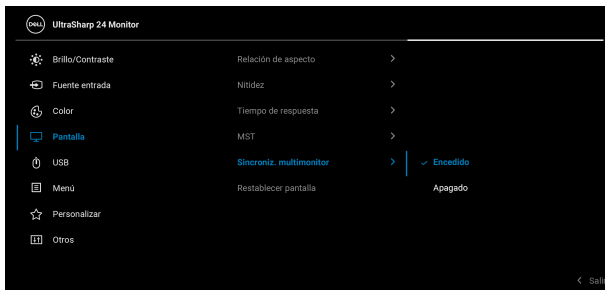 DELL UltraSharp 24 Monitor
Brillo/Contraste Relación de aspecto
Fuente entrada Nitidez
Color Tiempo de respuesta
Pantalla MST
USB Sincroniz. multimonitor Encedido
Menú Restablecer pantalla Apagado
Personalizar
Otros
Salir